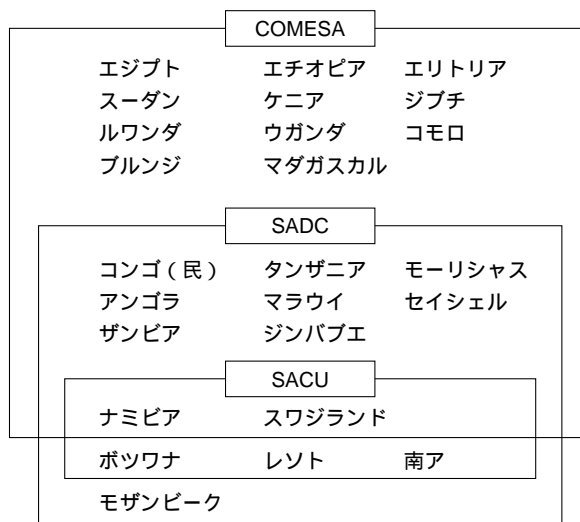 COMESA
エジプト エチオピア エリトリア
スーダン ケニア ジブチ
ルワンダ ウガンダ コモロ
ブルンジ マダガスカル
SADC
コンゴ(民) タンザニア モーリシャス
アンゴラ マラウイ セイシェル
ザンビア ジンバブエ
SACU
ナミビア スワジランド
ボツワナ レソト 南ア
モザンビーク